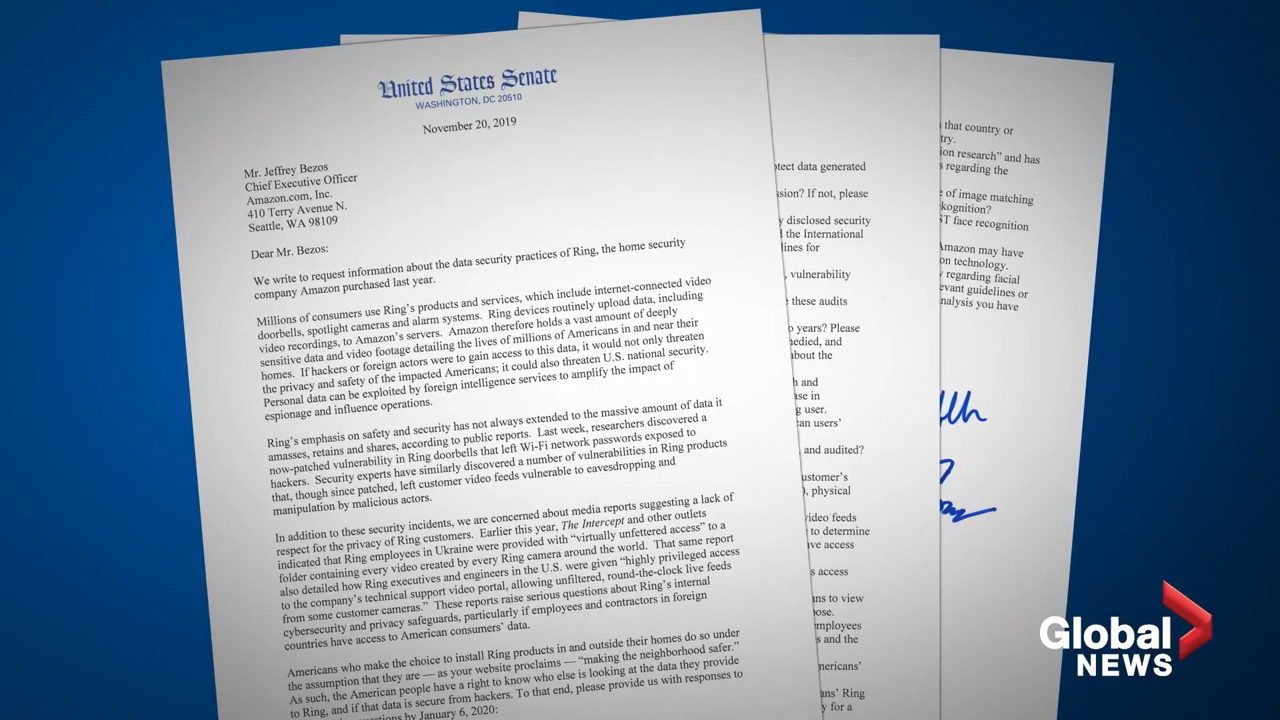 United States Senate
WASHINGTON, DC 20510
November 20, 2019
Mr. Jeffrey Bezos
Chief Executive Officer
Amazon.com, Inc.
410 Terry Avenue N.
Seattle, WA 98109
Dear Mr. Bezos:
We write to request information about the data security practices of Ring, the home security
company Amazon purchased last year.
Millions of consumers use Ring's products and services, which include internet-connected video
doorbells, spotlight cameras and alarm systems. Ring devices routinely upload data, including
video recordings, to Amazon's servers. Amazon therefore holds a vast amount of deeply
sensitive data and video footage detailing the lives of millions of Americans in and near their
homes. If hackers or foreign actors were to gain access to this data, it would not only threaten
the privacy and safety of the impacted Americans; it could also threaten U.S. national security.
Personal data can be exploited by foreign intelligence services to amplify the impact of
espionage and influence operations.
Ring's emphasis on safety and security has not always extended to the massive amount of data it
amasses, retains and shares, according to public reports. Last week, researchers discovered a
now-patched vulnerability in Ring doorbells that left Wi-Fi network passwords exposed to
hackers. Security experts have similarly discovered a number of vulnerabilities in Ring products
that, though since patched, left customer video feeds vulnerable to eavesdropping and
manipulation by malicious actors.
In addition to these security incidents, we are concerned about media reports suggesting a lack of
respect for the privacy of Ring customers. Earlier this year, The Intercept and other outlets
indicated that Ring employees in Ukraine were provided with "virtually unfettered access" to a
folder containing every video created by every Ring camera around the world. That same report
also detailed how Ring executives and engineers in the U.S. were given "highly privileged access
to the company's technical support video portal, allowing unfiltered, round-the-clock live feeds
from some customer cameras." These reports raise serious questions about Ring's internal
cybersecurity and privacy safeguards, particularly if employees and contractors in foreign
countries have access to American consumers' data.
Americans who make the choice to install Ring products in and outside their homes do so under
the assumption that they are — as your website proclaims — "making the neighborhood safer."
As such, the American people have a right to know who else is looking at the data they provide
to Ring, and if that data is secure from hackers. To that end, please provide us with responses to
questions by January 6, 2020:
data generated
If not, please
disclosed security
the International
for
vulnerability
these audits
years? Please
and
about the
and
in
user.
users'
and audited?
physical
video feeds
to determine
access
access
to view
employees
and the
Ring
for a
that country or
research" and has
regarding the
of image matching
face recognition
Amazon may have
technology.
regarding facial
guidelines or
you have
Global
NEWS